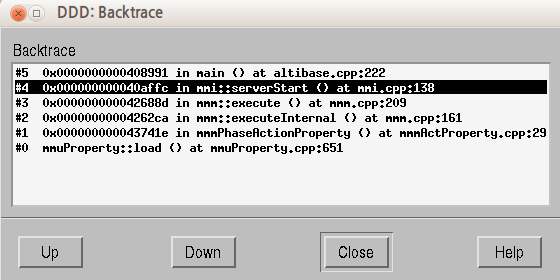 DDD: Backtrace
Backtrace
#5 0x0000000000408991 in main () at altibase.cpp:222
#4 0x000000000040affc in mmi::serverStart () at mmi.cpp:138
#3 0x000000000042688d in mmm::execute () at mmm.cpp:209
#2 0x00000000004262ca in mmm::executeInternal () at mmm.cpp:161
#1 0x000000000043741e in mmmPhaseActionProperty () at mmmActProperty.cpp:29
#0 mmuProperty::load () at mmuProperty.cpp:651
Up Down Close Help